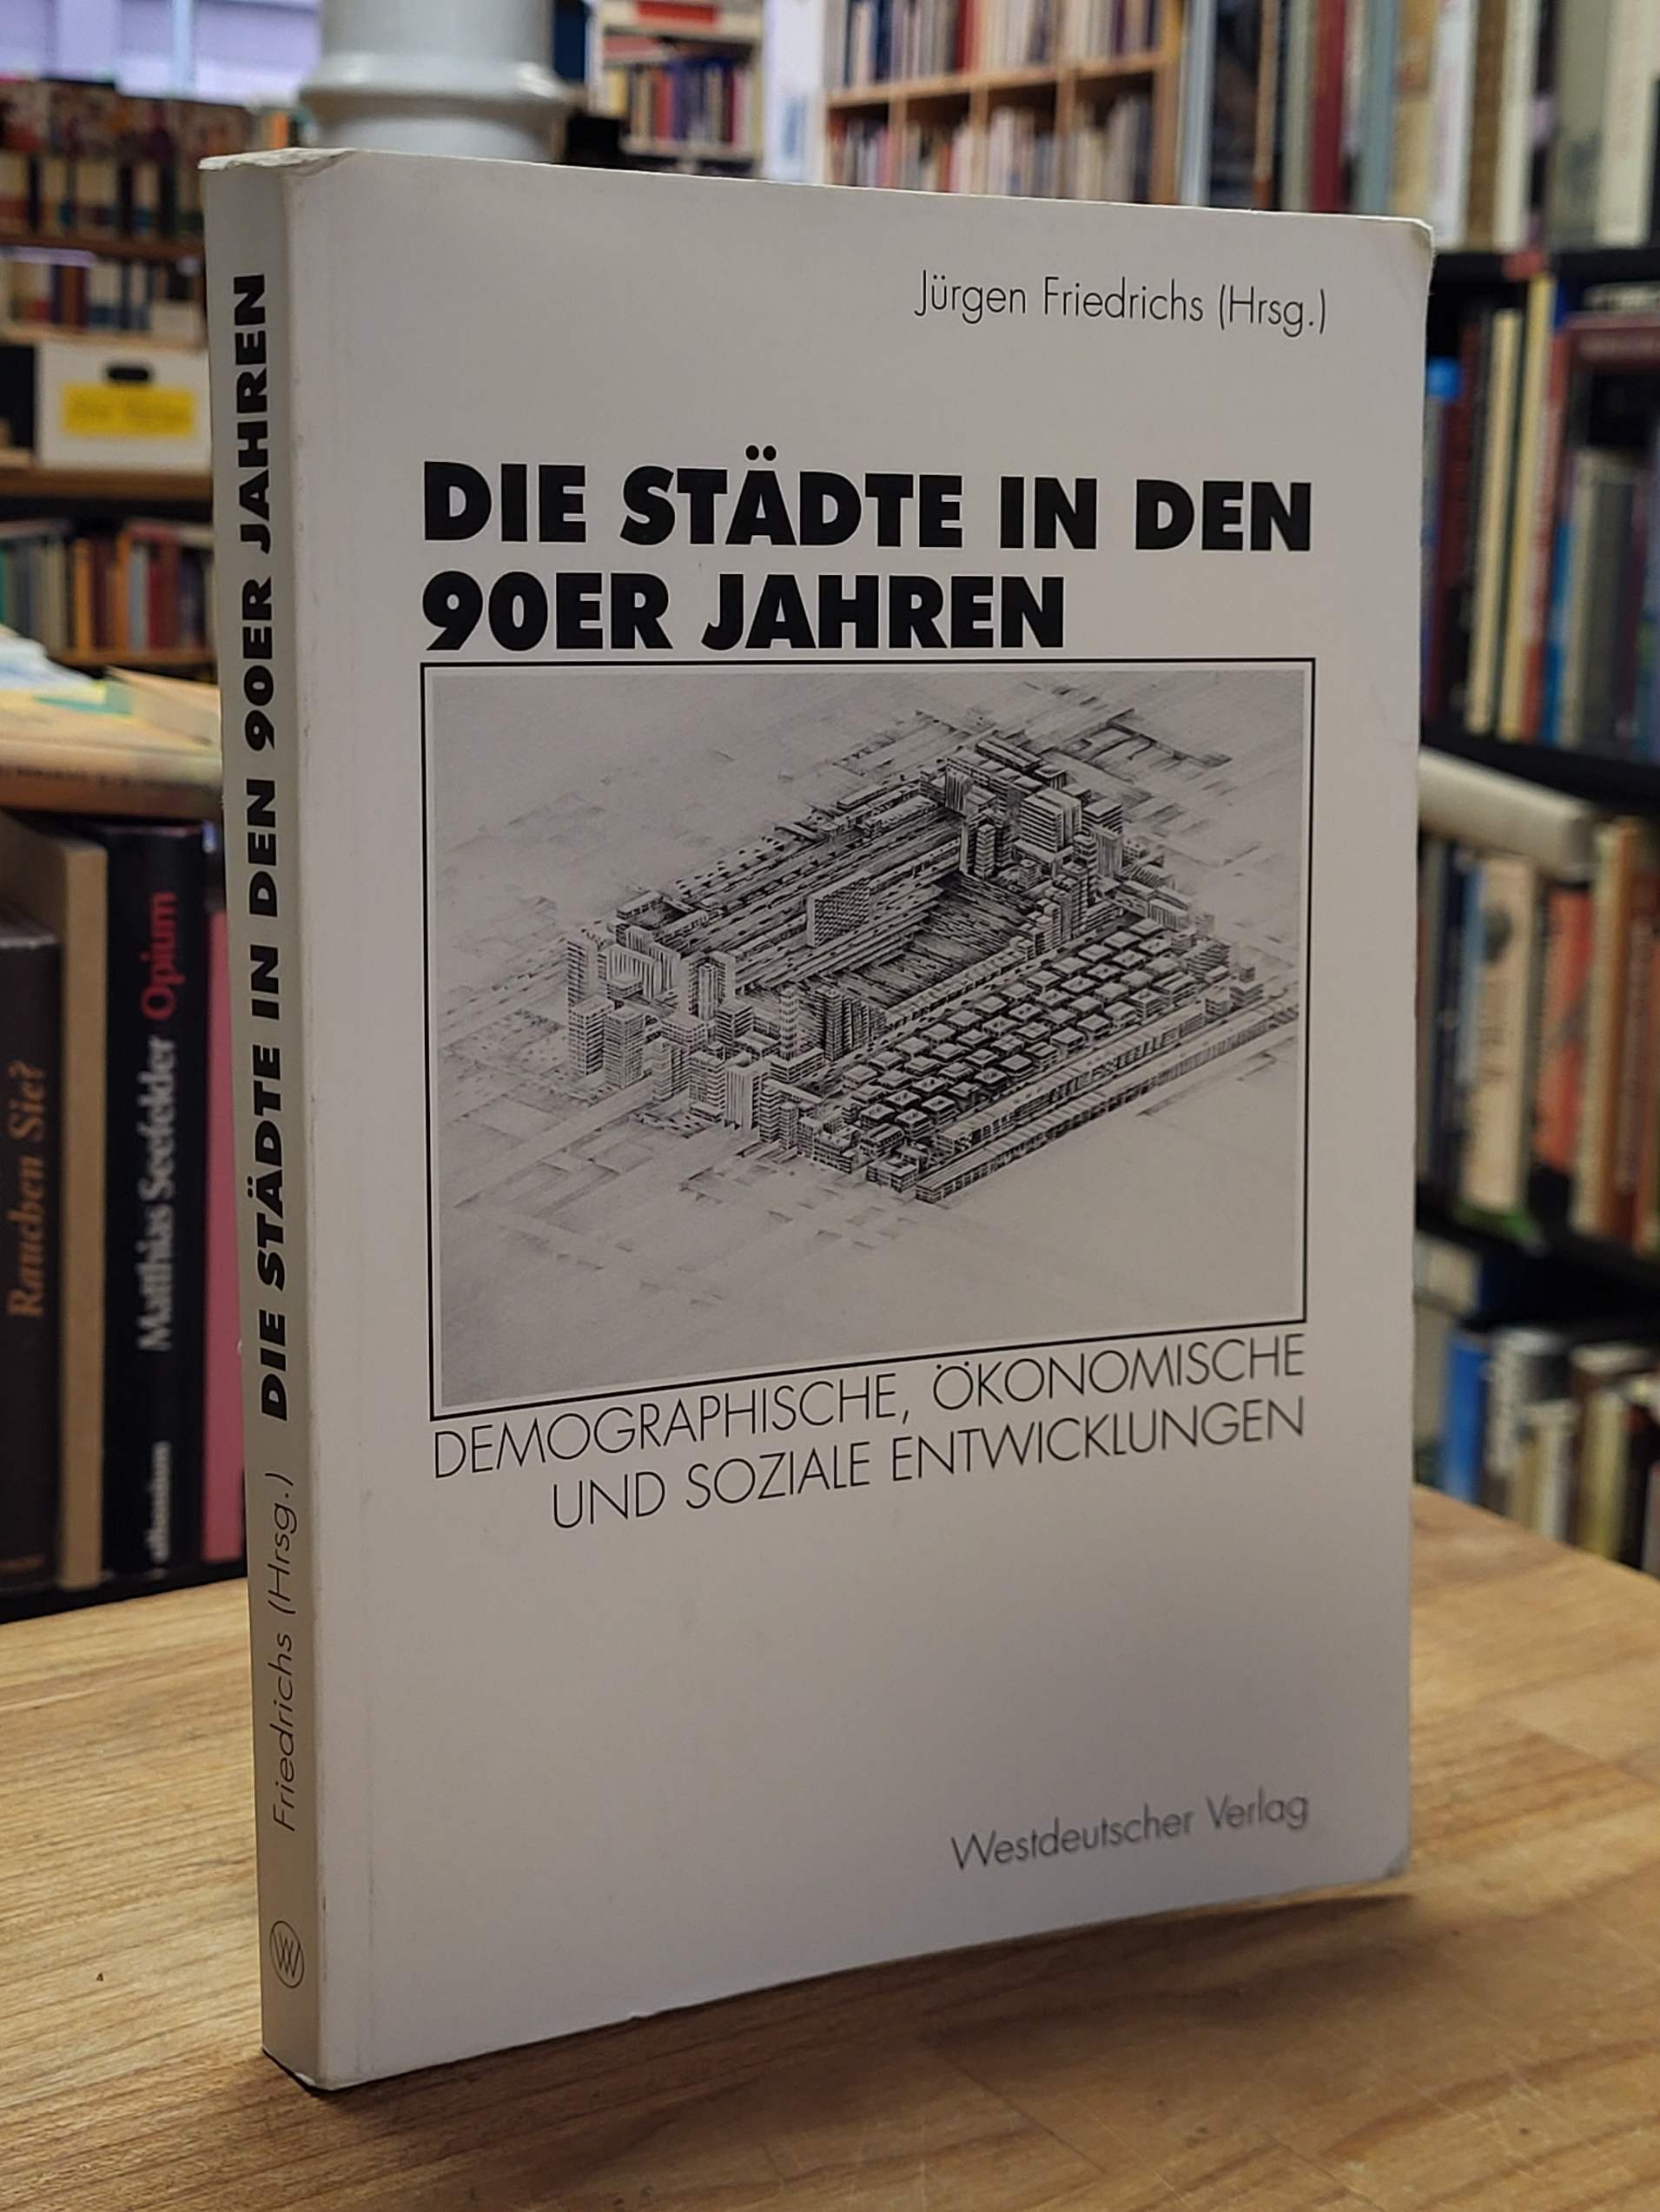 Jürgen Friedrichs (Hrsg.)
DIE STÄDTE IN DEN
90ER JAHREN
DEMOGRAPHISCHE, ÖKONOMISCHE
UND SOZIALE ENTWICKLUNGEN
Westdeutscher Verlag
Friedrichs (Hrsg.) DIE STÄDTE IN DEN 90ER JAHREN
W
Rauchen Sie?
Matthias Seefelder Opium